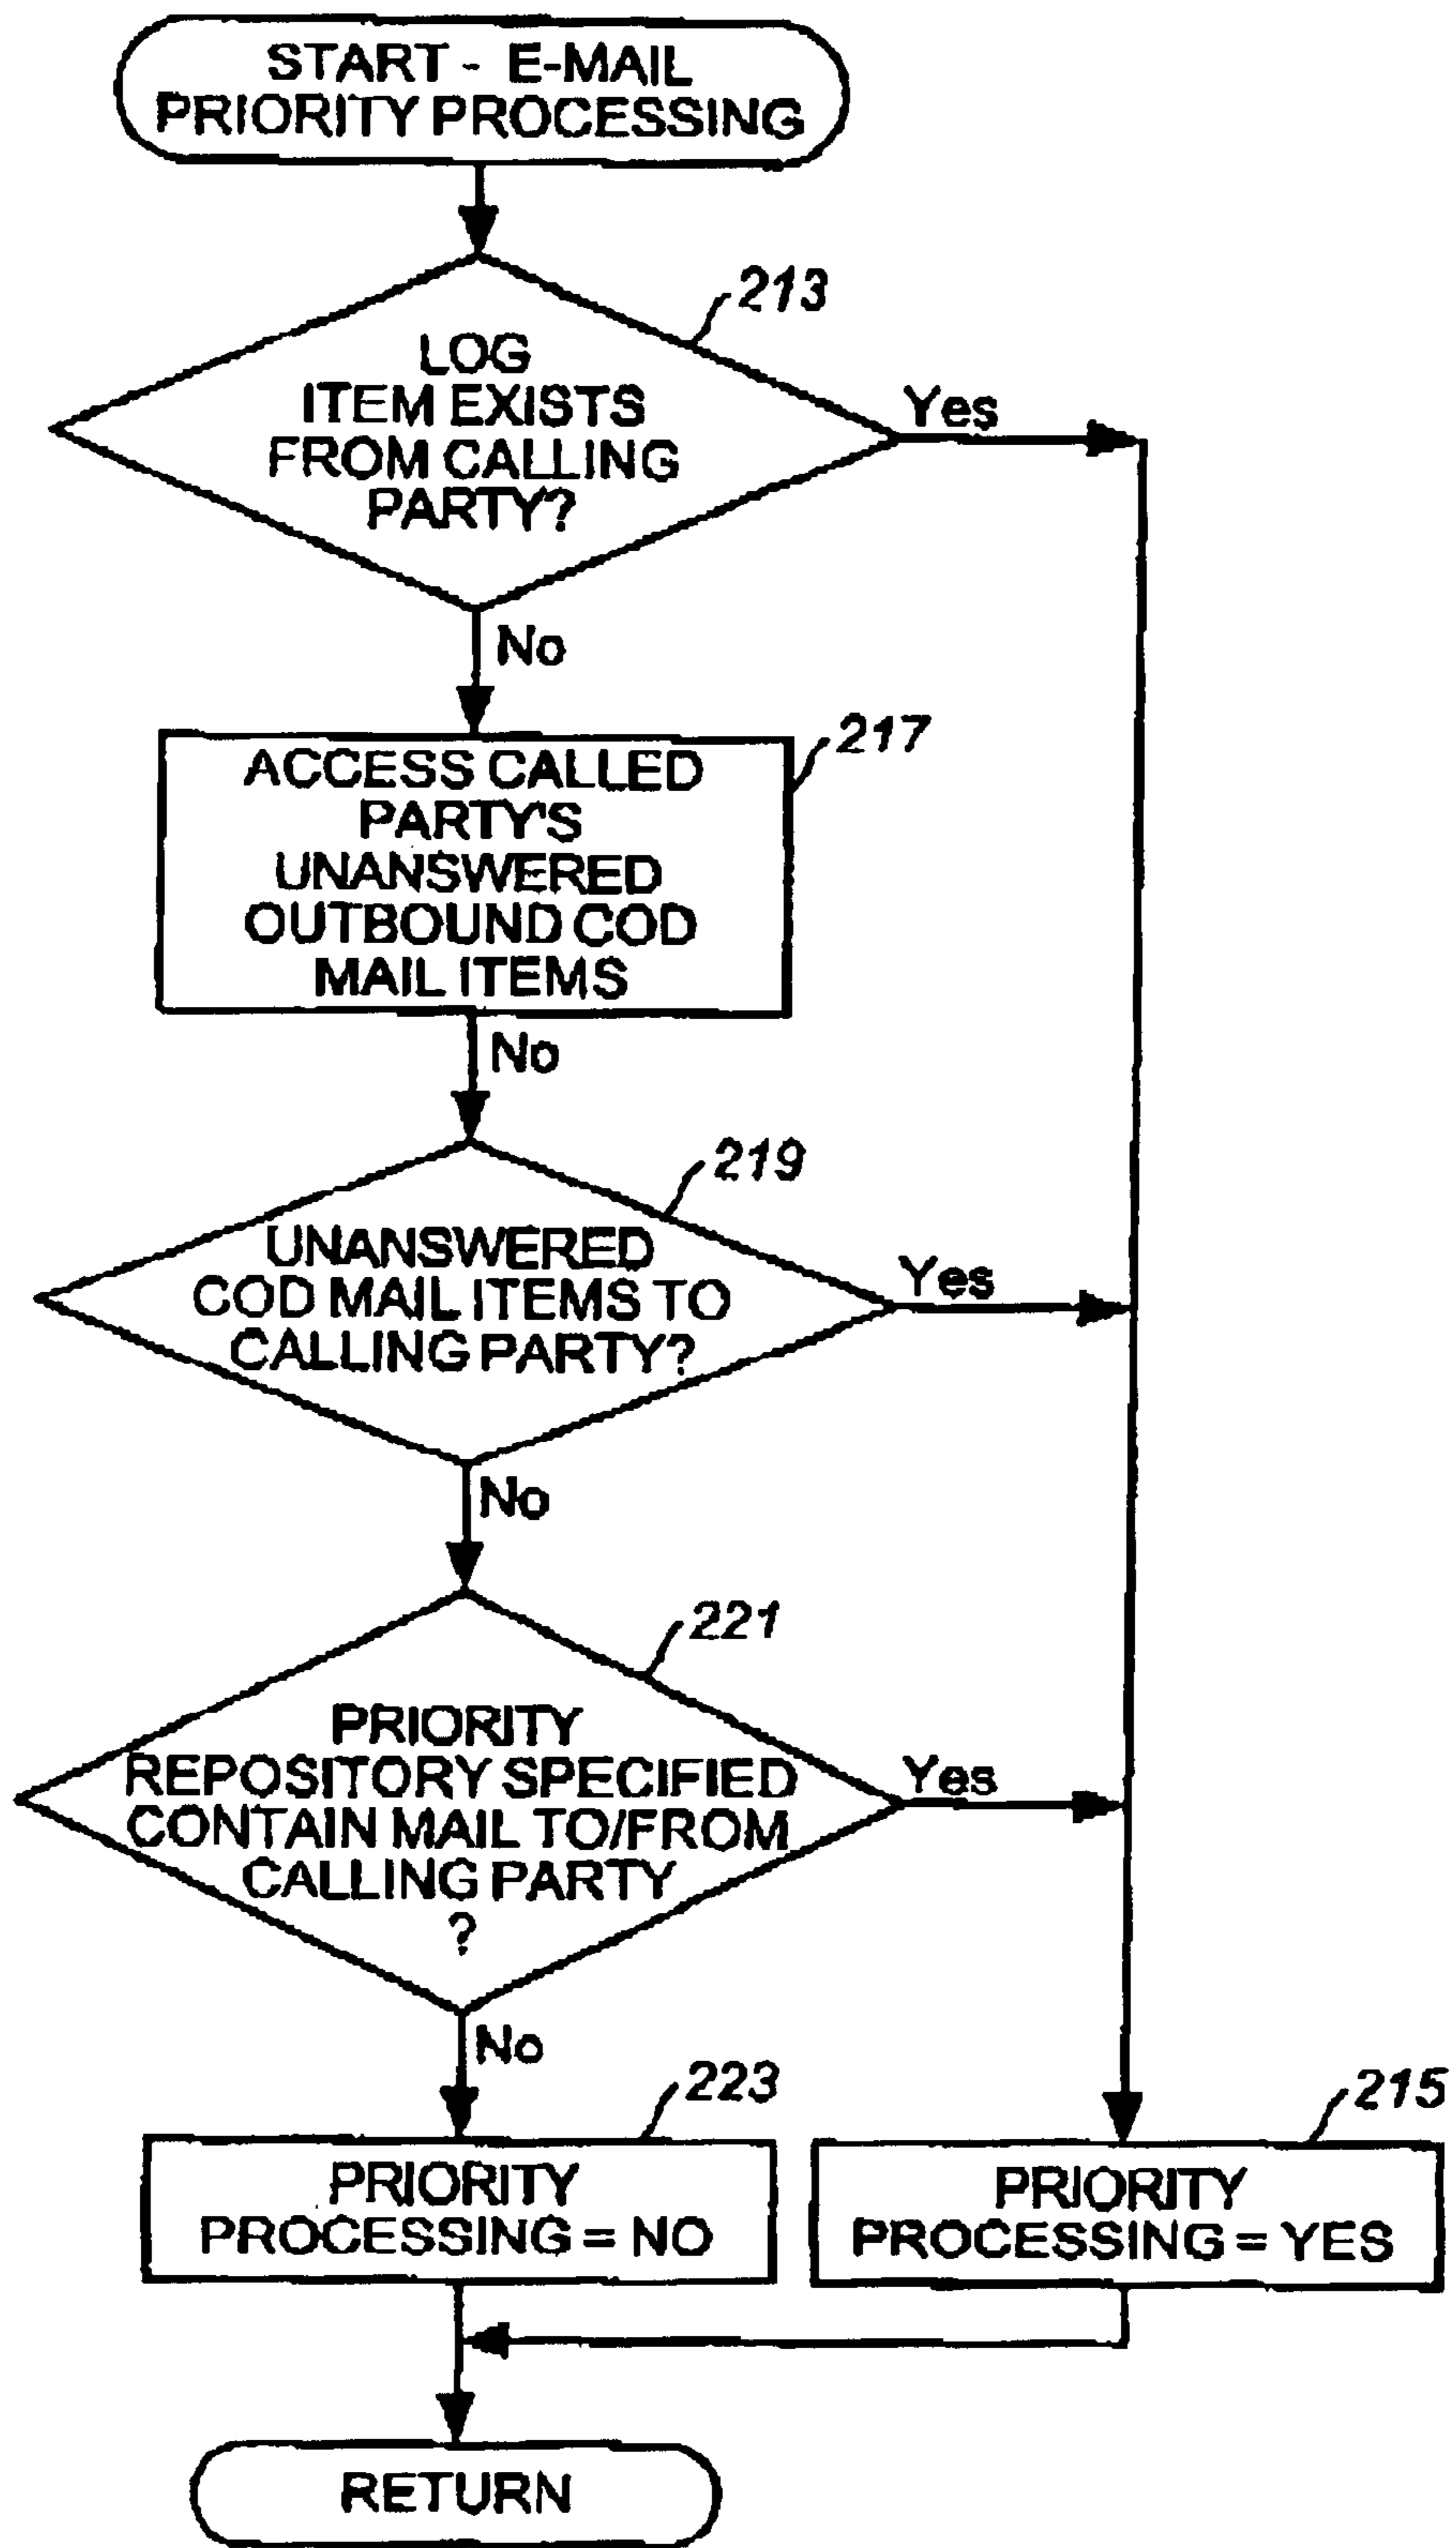 START - E-MAIL
PRIORITY PROCESSING
213
LOG
ITEM EXISTS
FROM CALLING
PARTY?
Yes
No
217
ACCESS CALLED
PARTY'S
UNANSWERED
OUTBOUND COD
MAIL ITEMS
No
219
UNANSWERED
COD MAIL ITEMS TO
CALLING PARTY?
Yes
No
221
PRIORITY
REPOSITORY SPECIFIED
CONTAIN MAIL TO/FROM
CALLING PARTY
?
Yes
No
223
PRIORITY
PROCESSING = NO
215
PRIORITY
PROCESSING = YES
RETURN